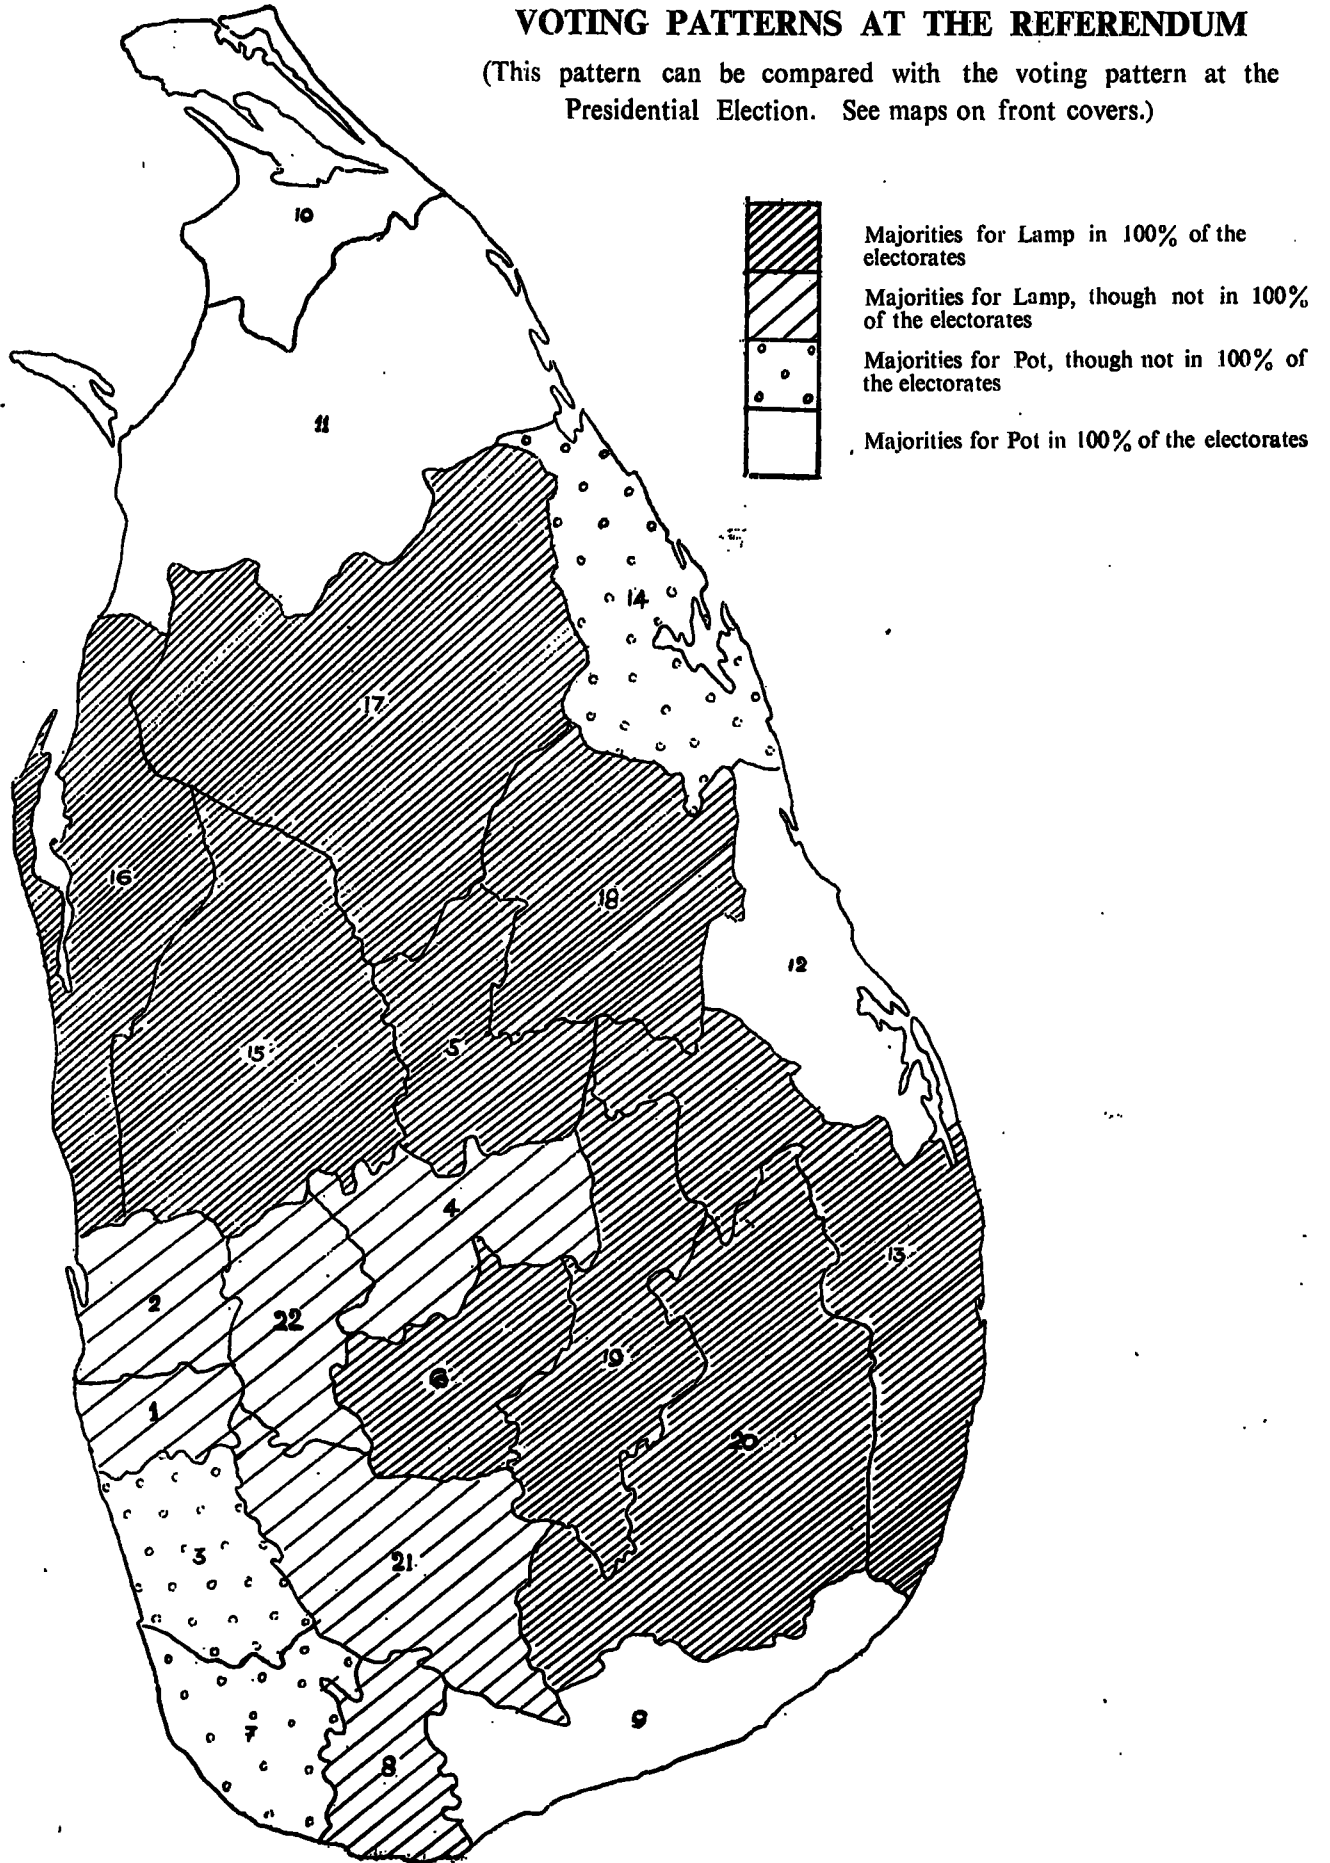 VOTING PATTERNS AT THE REFERENDUM
(This pattern can be compared with the voting pattern at the
Presidential Election. See maps on front covers.)
Majorities for Lamp in 100% of the
electorates
Majorities for Lamp, though not in 100%
of the electorates
Majorities for Pot, though not in 100% of
the electorates
Majorities for Pot in 100% of the electorates
10
11
14
17
16
18
12
15
5
4
13
2
22
19
6
1
20
3
21
9
7
8